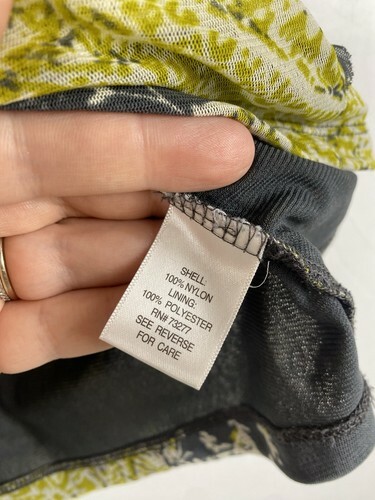 SHELL:
100% NYLON
LINING:
100% POLYESTER
RN# 73277
SEE REVERSE
FOR CARE